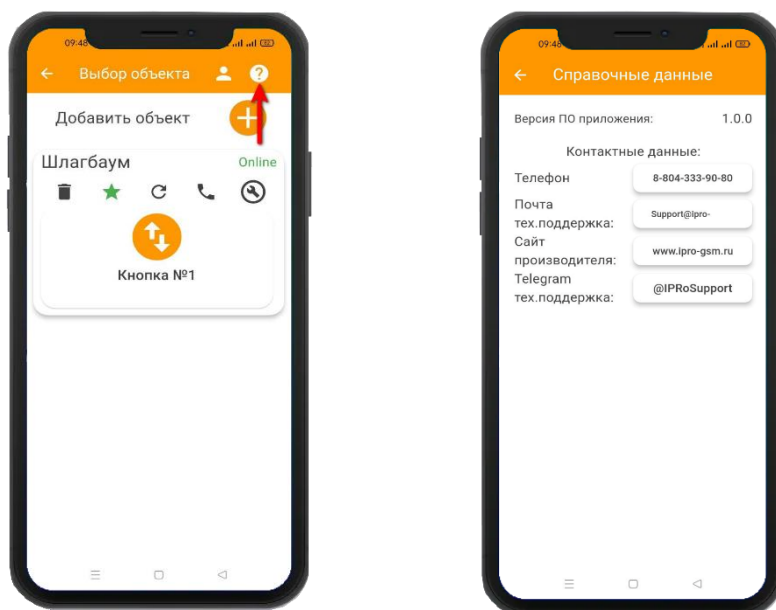 09:48
Выбор объекта
Добавить объект
Шлагбаум
Online
Кнопка №1
09:48
Справочные данные
Версия ПО приложения:
1.0.0
Контактные данные:
Телефон
8-804-333-90-80
Почта
тех.поддержка:
Support@ipro-
Сайт
производителя:
www.ipro-gsm.ru
Telegram
тех.поддержка:
@IPRoSupport